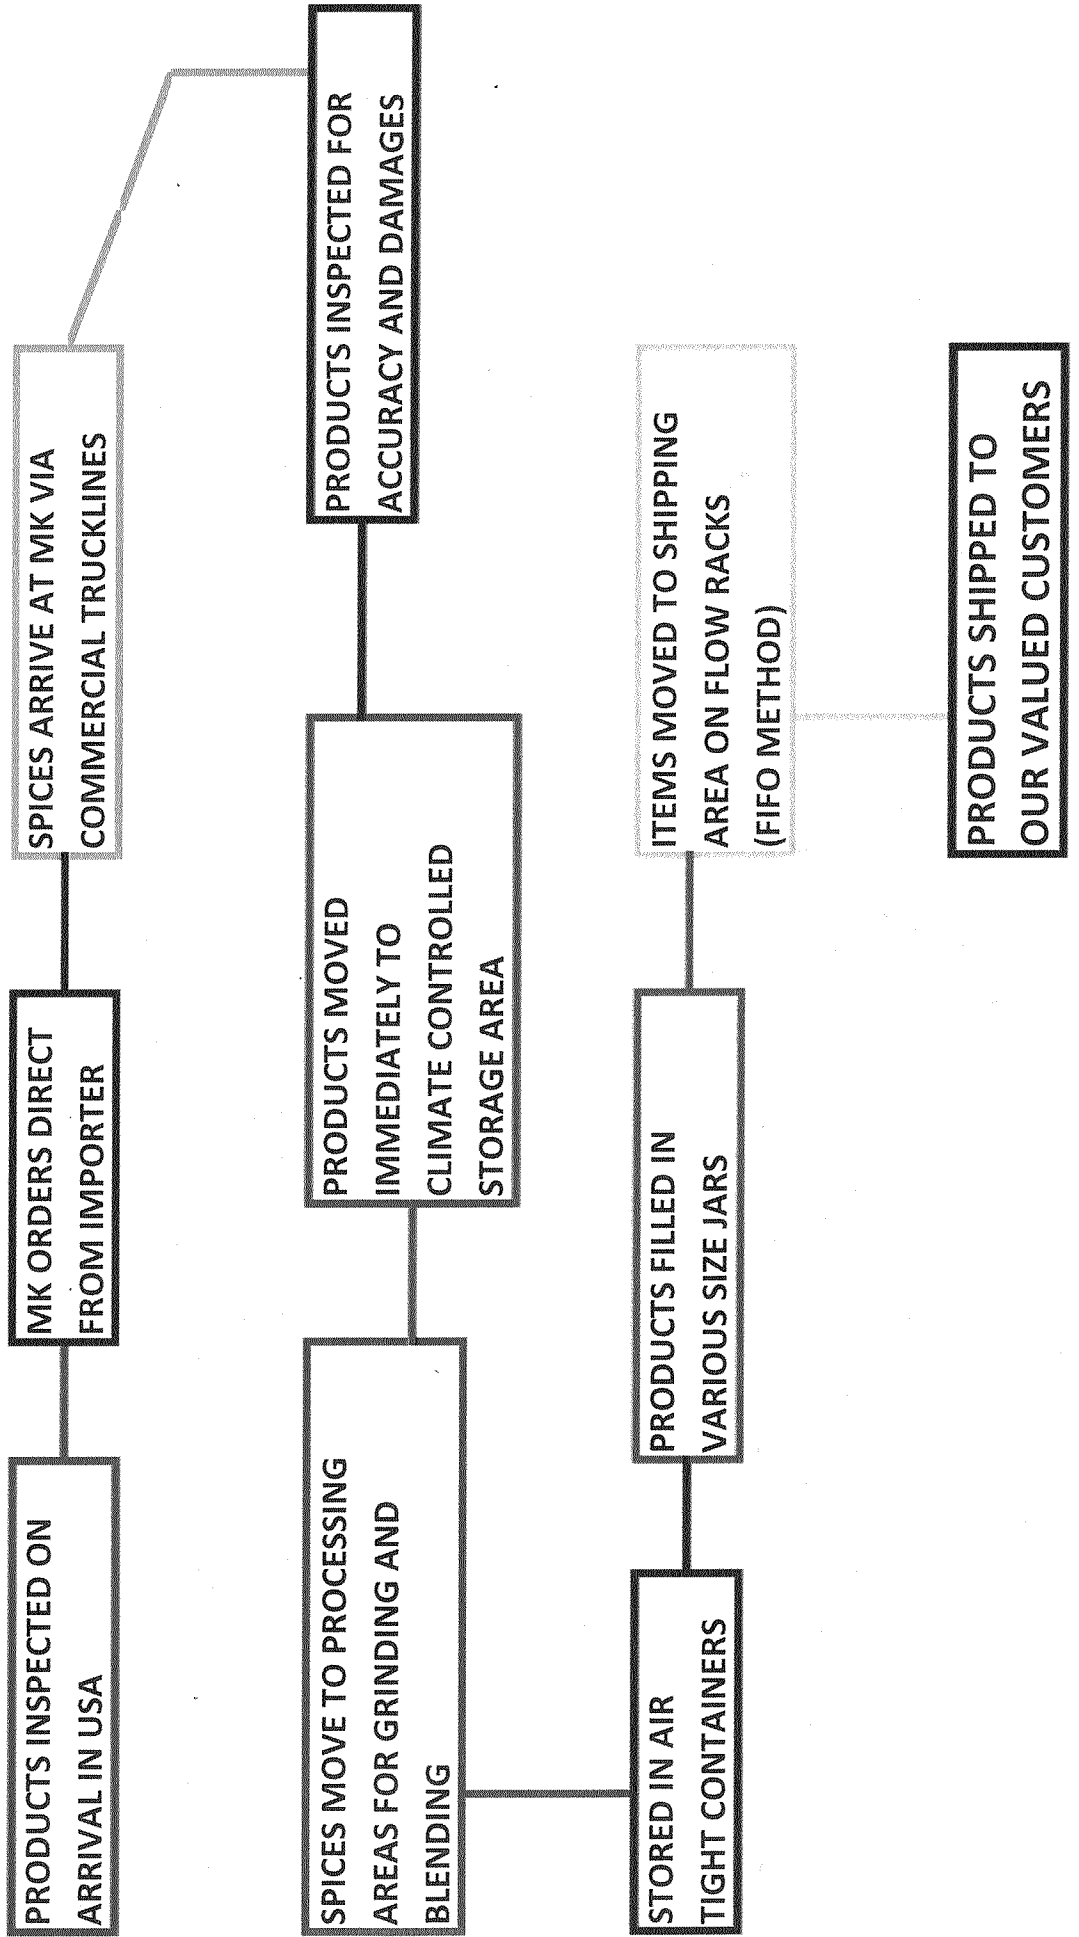 PRODUCTS INSPECTED ON
ARRIVAL IN USA
MK ORDERS DIRECT
FROM IMPORTER
SPICES ARRIVE AT MK VIA
COMMERCIAL TRUCKLINES
PRODUCTS INSPECTED FOR
ACCURACY AND DAMAGES
PRODUCTS MOVED
IMMEDIATELY TO
CLIMATE CONTROLLED
STORAGE AREA
SPICES MOVE TO PROCESSING
AREAS FOR GRINDING AND
BLENDING
STORED IN AIR
TIGHT CONTAINERS
PRODUCTS FILLED IN
VARIOUS SIZE JARS
ITEMS MOVED TO SHIPPING
AREA ON FLOW RACKS
(FIFO METHOD)
PRODUCTS SHIPPED TO
OUR VALUED CUSTOMERS